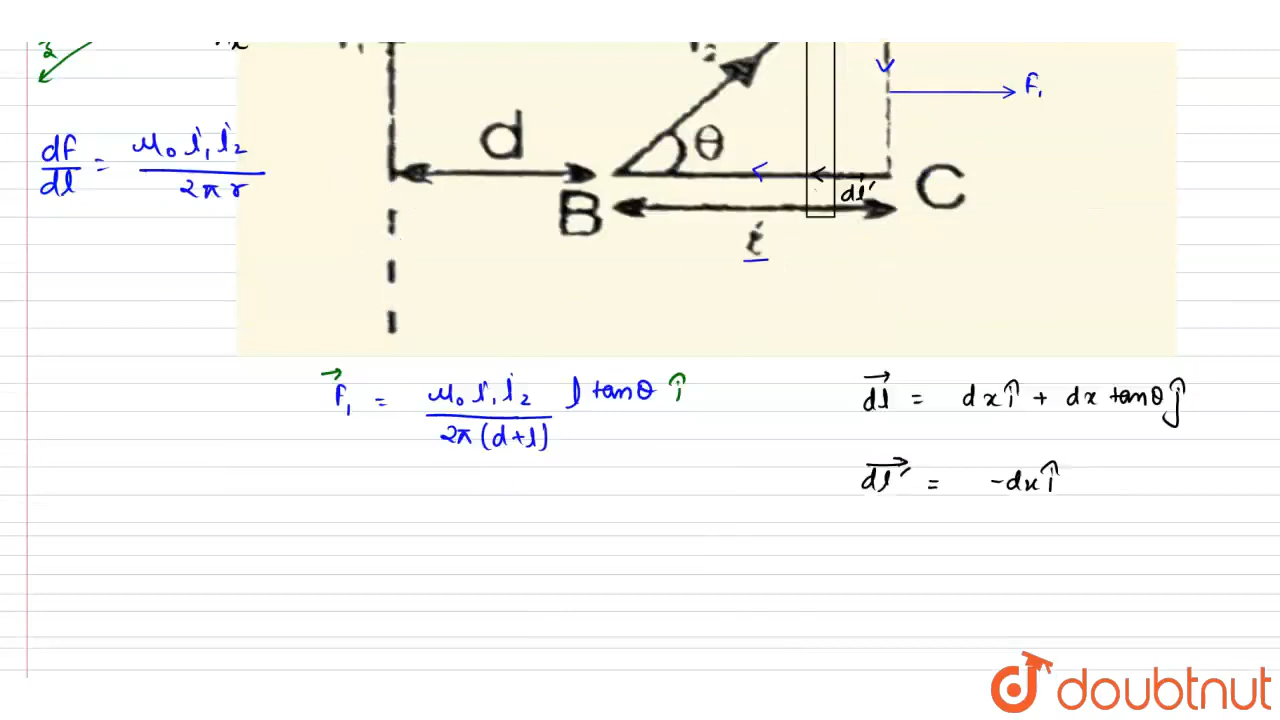 F₁
d
θ
B
C
dl'
dF/dl = μ₀ i₁ i₂ / 2πr
F⃗₁ = μ₀ i₁ i₂ / 2π(d+l) l tanθ î
dl⃗ = dx î + dx tanθ ĵ
dl⃗' = -dx î
doubtnut